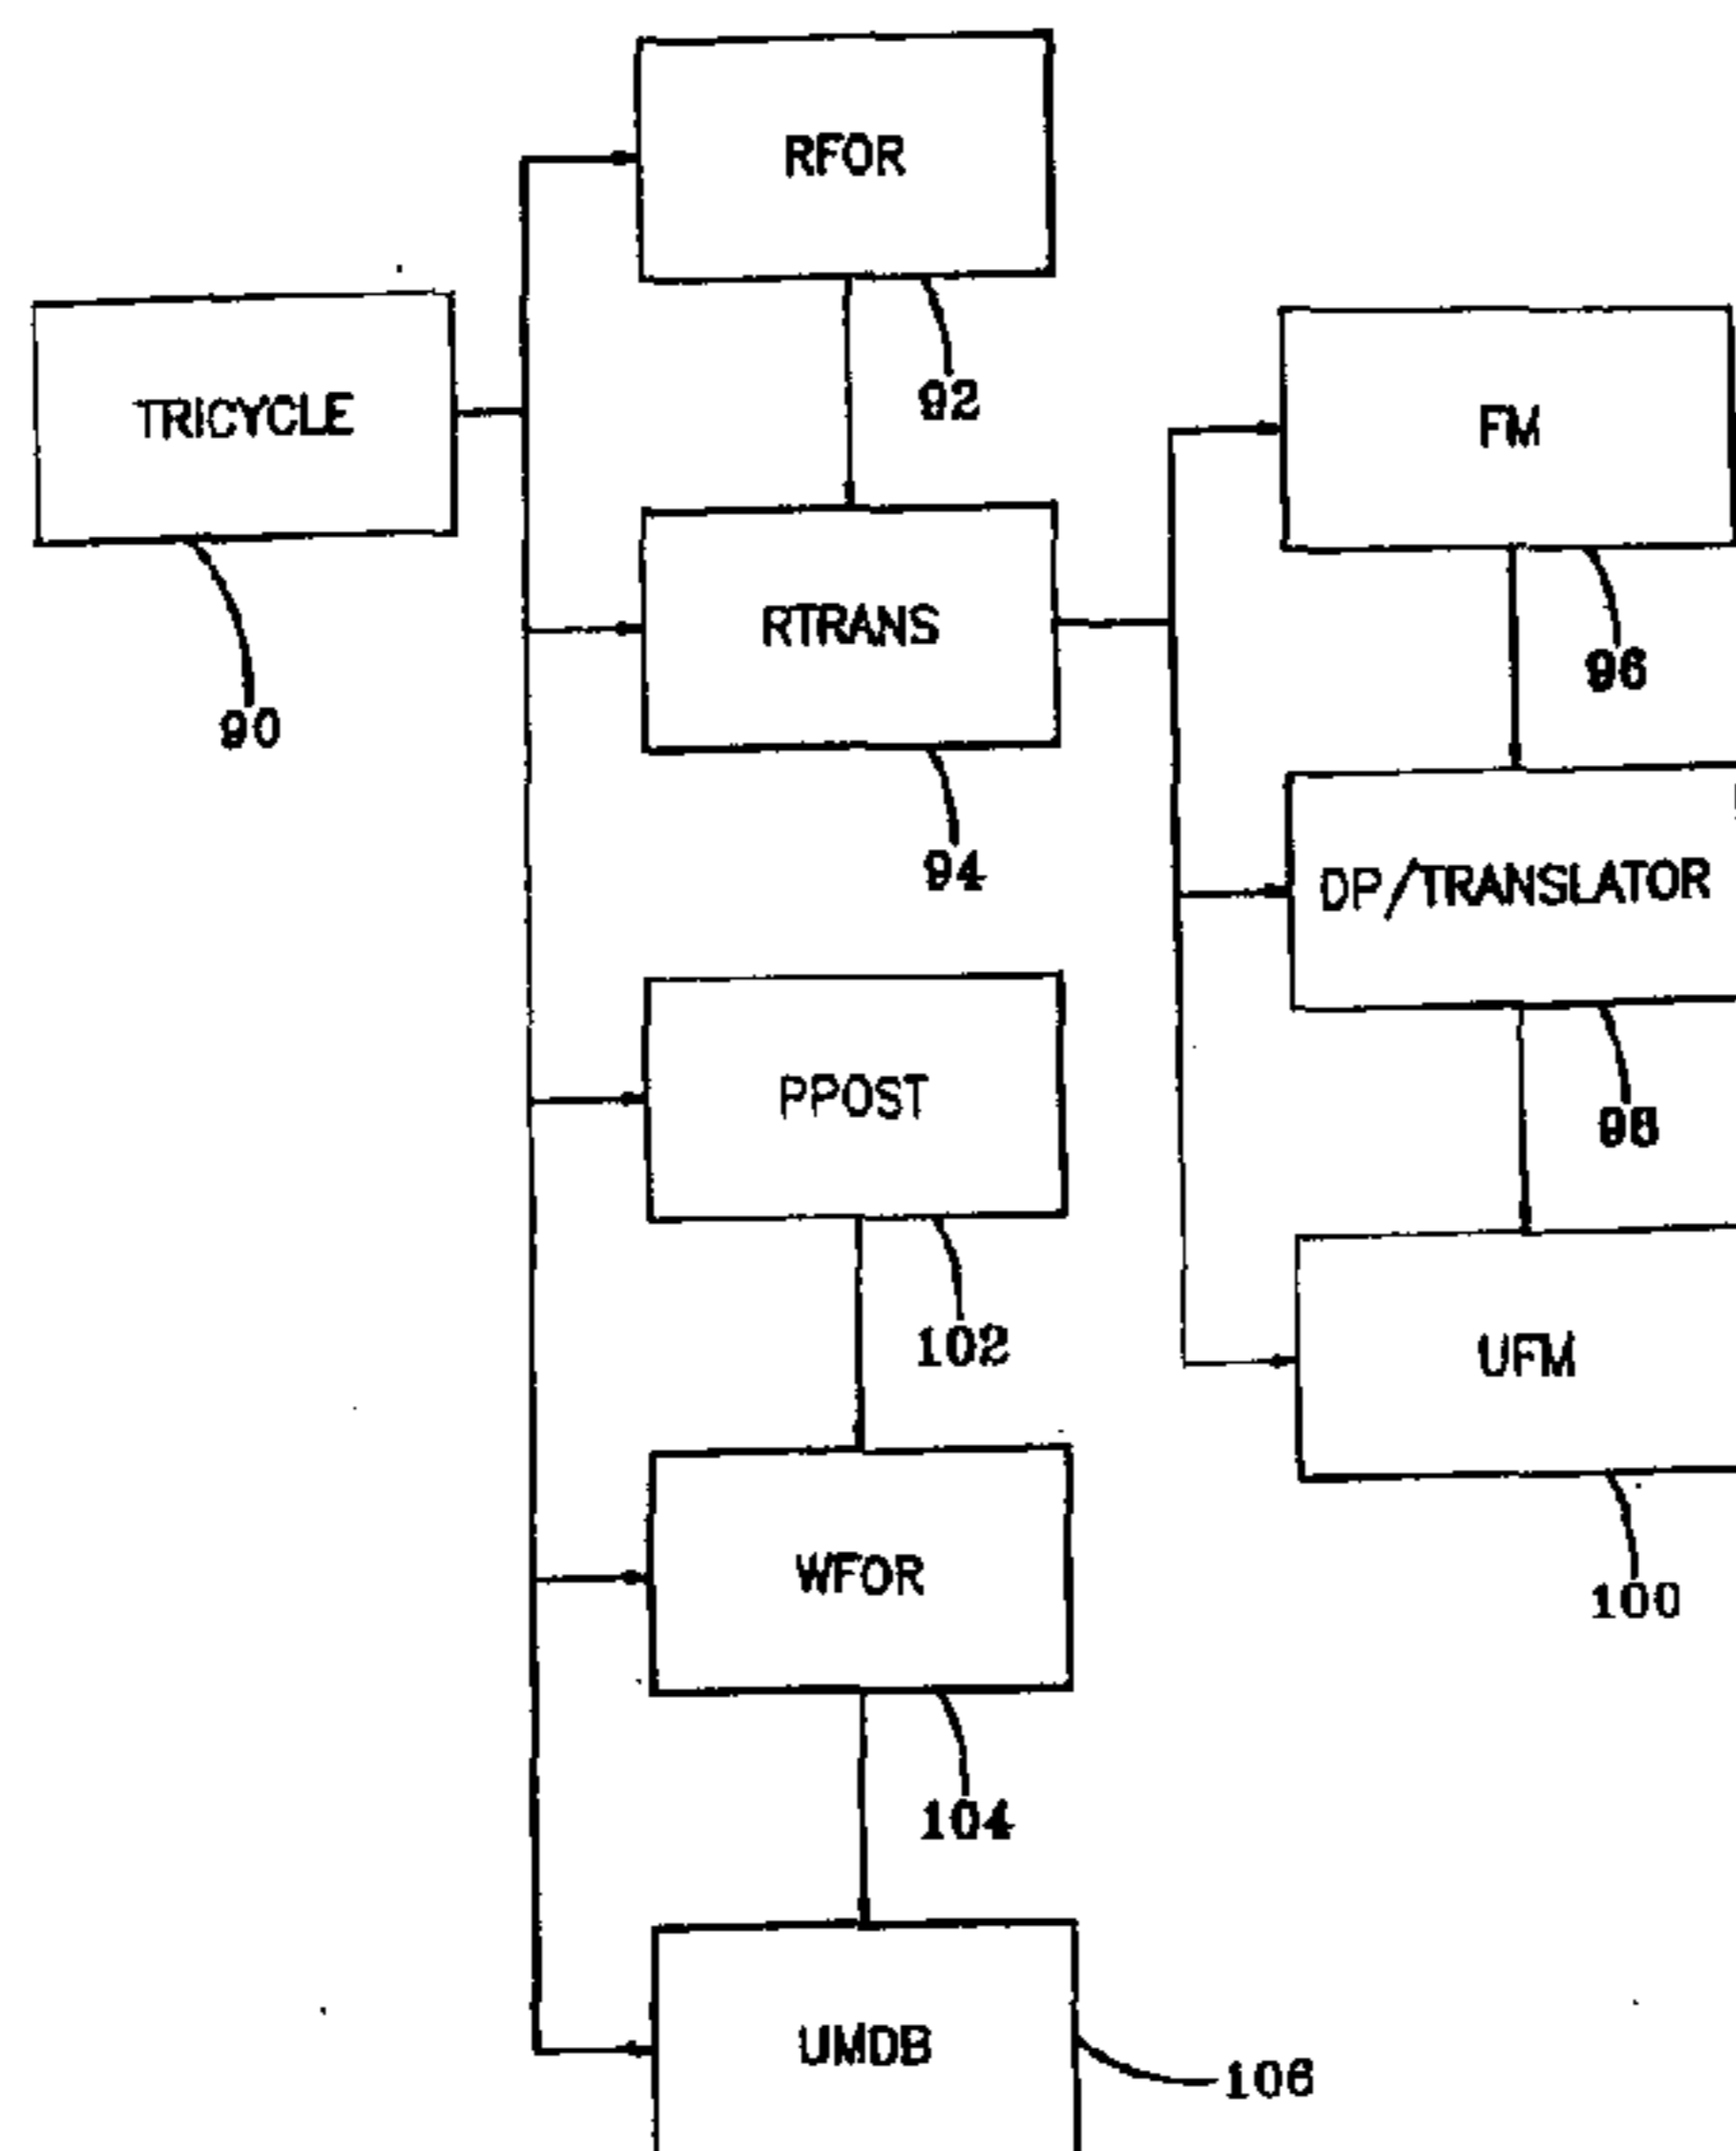 RFOR
92
TRICYCLE
90
FM
96
RTRANS
94
DP/TRANSLATOR
98
PPOST
102
UFM
100
WFOR
104
UMDB
106